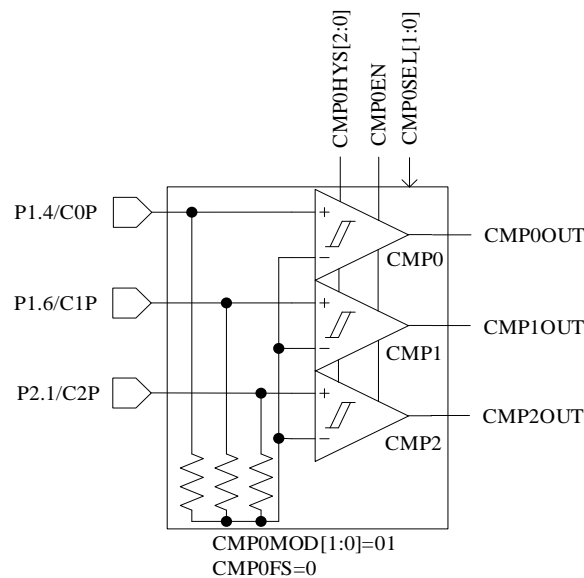 CMP0HYS[2:0]
CMP0EN
CMP0SEL[1:0]
P1.4/C0P
+
−
CMP0
CMP0OUT
P1.6/C1P
+
−
CMP1
CMP1OUT
P2.1/C2P
+
−
CMP2
CMP2OUT
CMP0MOD[1:0]=01
CMP0FS=0